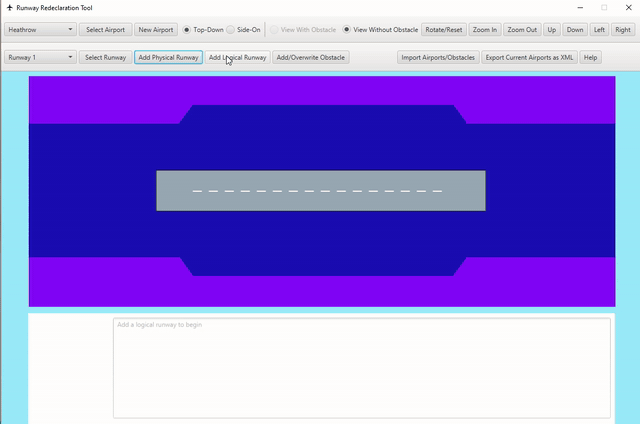 Runway Redeclaration Tool
Heathrow Select Airport New Airport Top-Down Side-On View With Obstacle View Without Obstacle Rotate/Reset Zoom In Zoom Out Up Down Left Right
Runway 1 Select Runway Add Physical Runway Add Logical Runway Add/Overwrite Obstacle Import Airports/Obstacles Export Current Airports as XML Help
Add a logical runway to begin